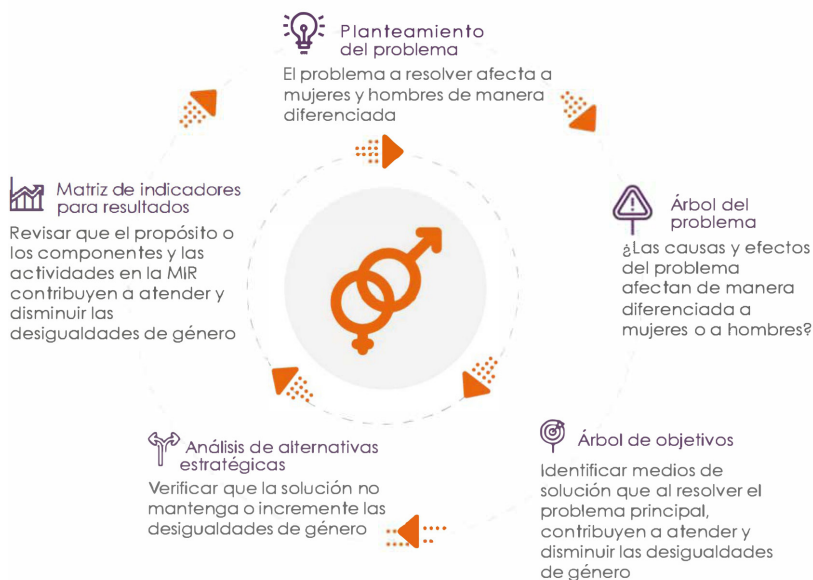 Planteamiento
del problema
El problema a resolver afecta a
mujeres y hombres de manera
diferenciada
Árbol del
problema
¿Las causas y efectos
del problema
afectan de manera
diferenciada a
mujeres o a hombres?
Árbol de objetivos
Identificar medios de
solución que al resolver el
problema principal,
contribuyen a atender y
disminuir las desigualdades
de género
Análisis de alternativas
estratégicas
Verificar que la solución no
mantenga o incremente las
desigualdades de género
Matriz de indicadores
para resultados
Revisar que el propósito o
los componentes y las
actividades en la MIR
contribuyen a atender y
disminuir las
desigualdades de género